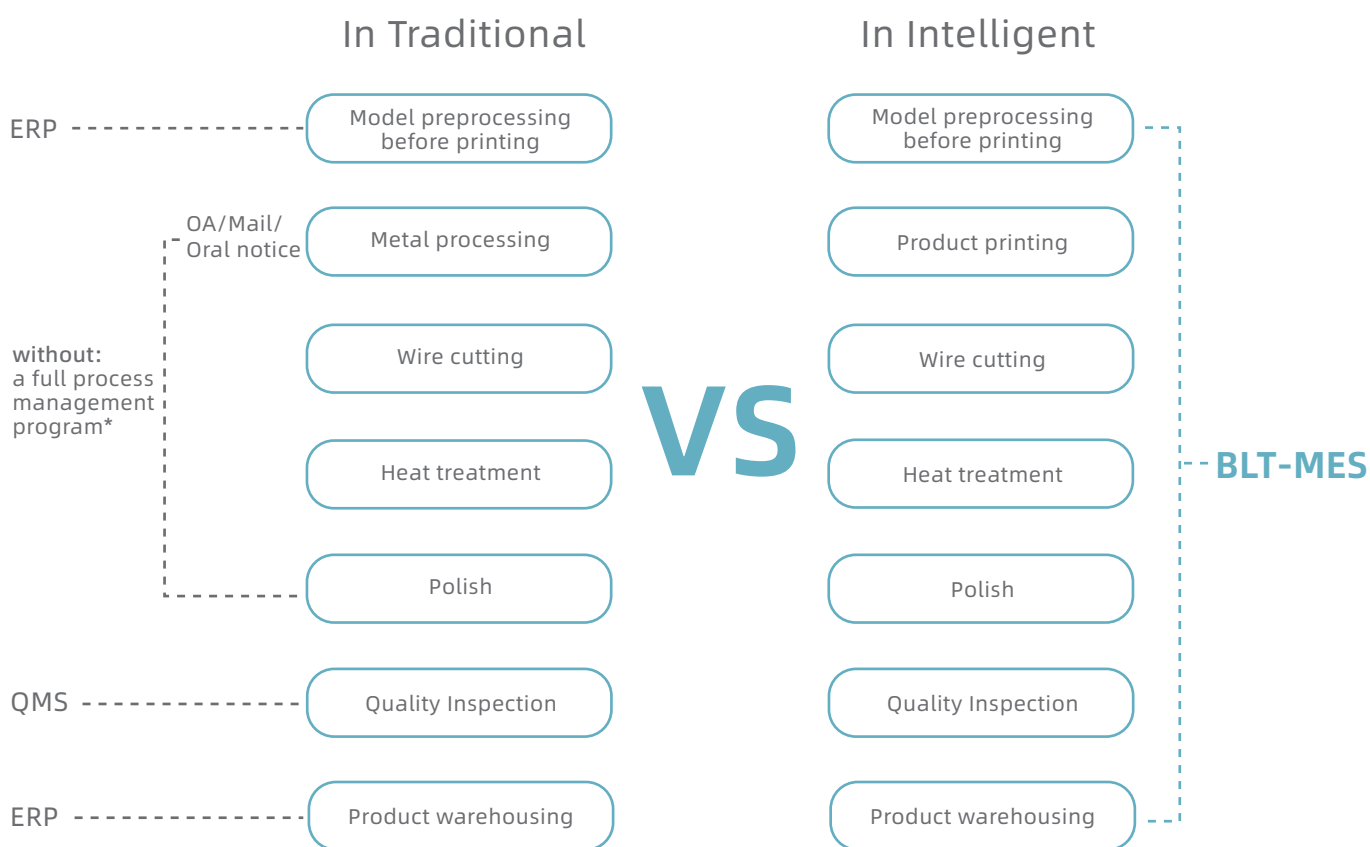 In Traditional
In Intelligent
ERP
Model preprocessing
before printing
Model preprocessing
before printing
OA/Mail/
Oral notice
Metal processing
Product printing
without:
a full process
management
program*
Wire cutting
Wire cutting
VS
Heat treatment
Heat treatment
BLT-MES
Polish
Polish
QMS
Quality Inspection
Quality Inspection
ERP
Product warehousing
Product warehousing